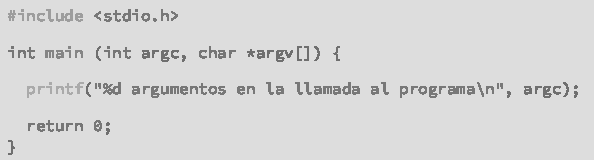 #include <stdio.h>
int main (int argc, char *argv[]) {
printf("%d argumentos en la llamada al programa\n", argc);
return 0;
}